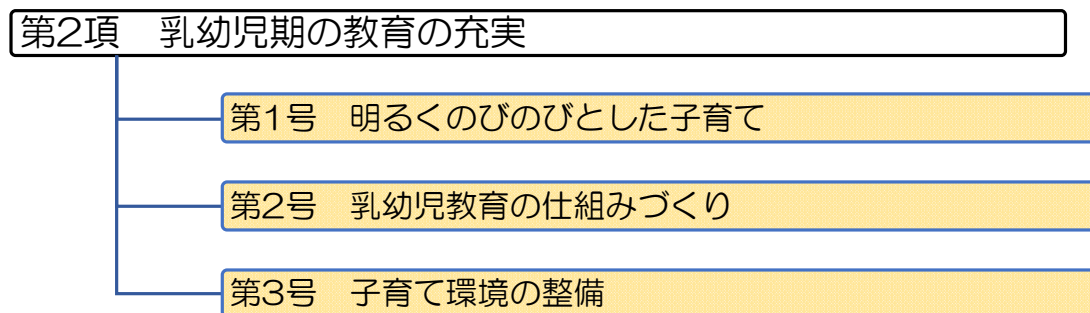 第2項　乳幼児期の教育の充実
第1号　明るくのびのびとした子育て
第2号　乳幼児教育の仕組みづくり
第3号　子育て環境の整備